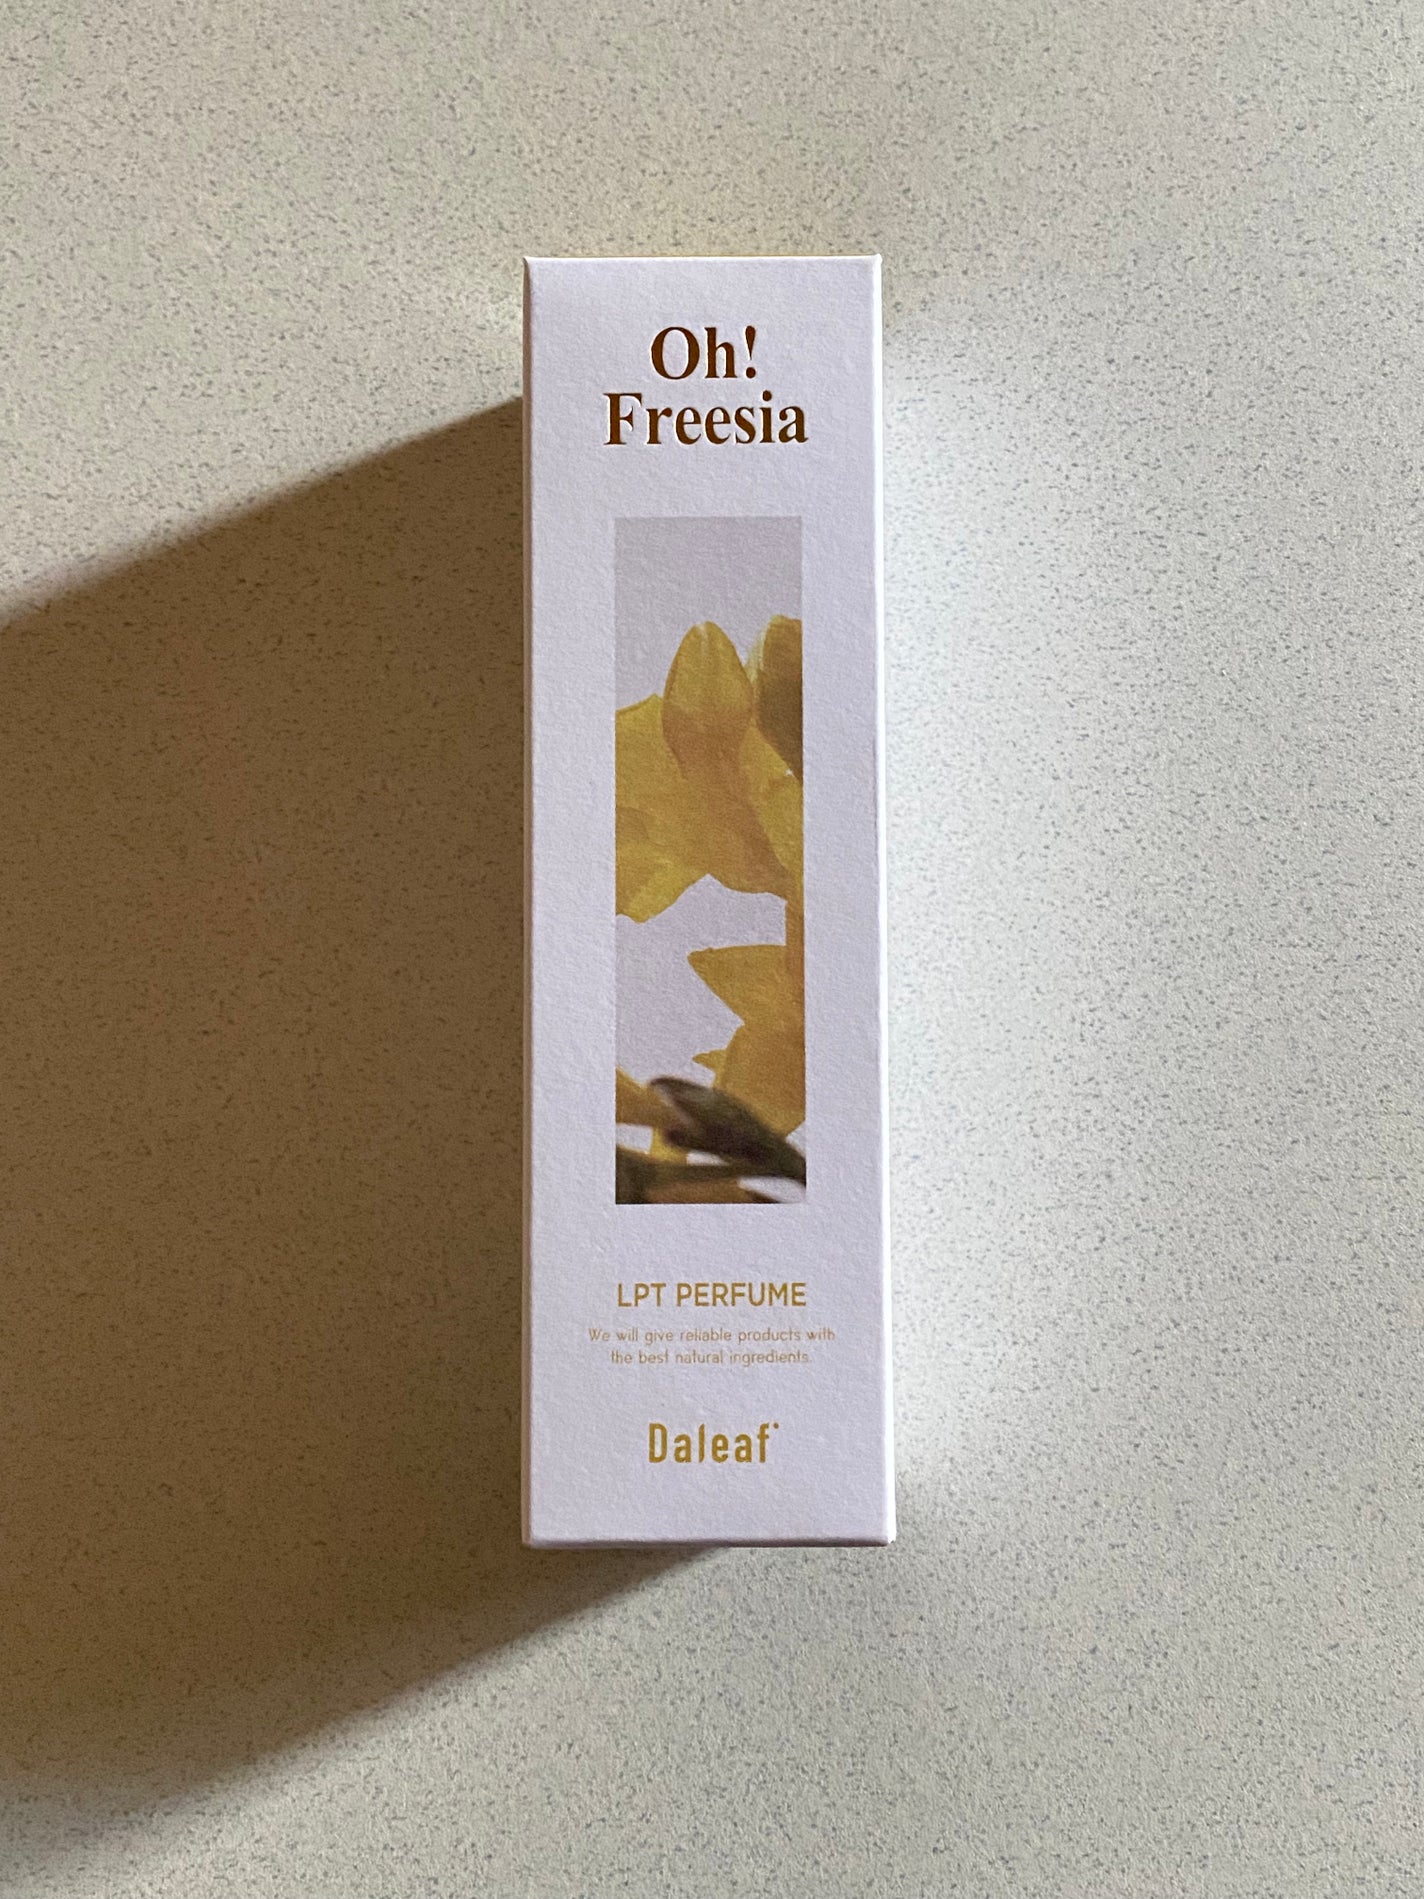 Oh!
Freesia
LPT PERFUME
We will give reliable products with
the best natural ingredients.
Daleaf